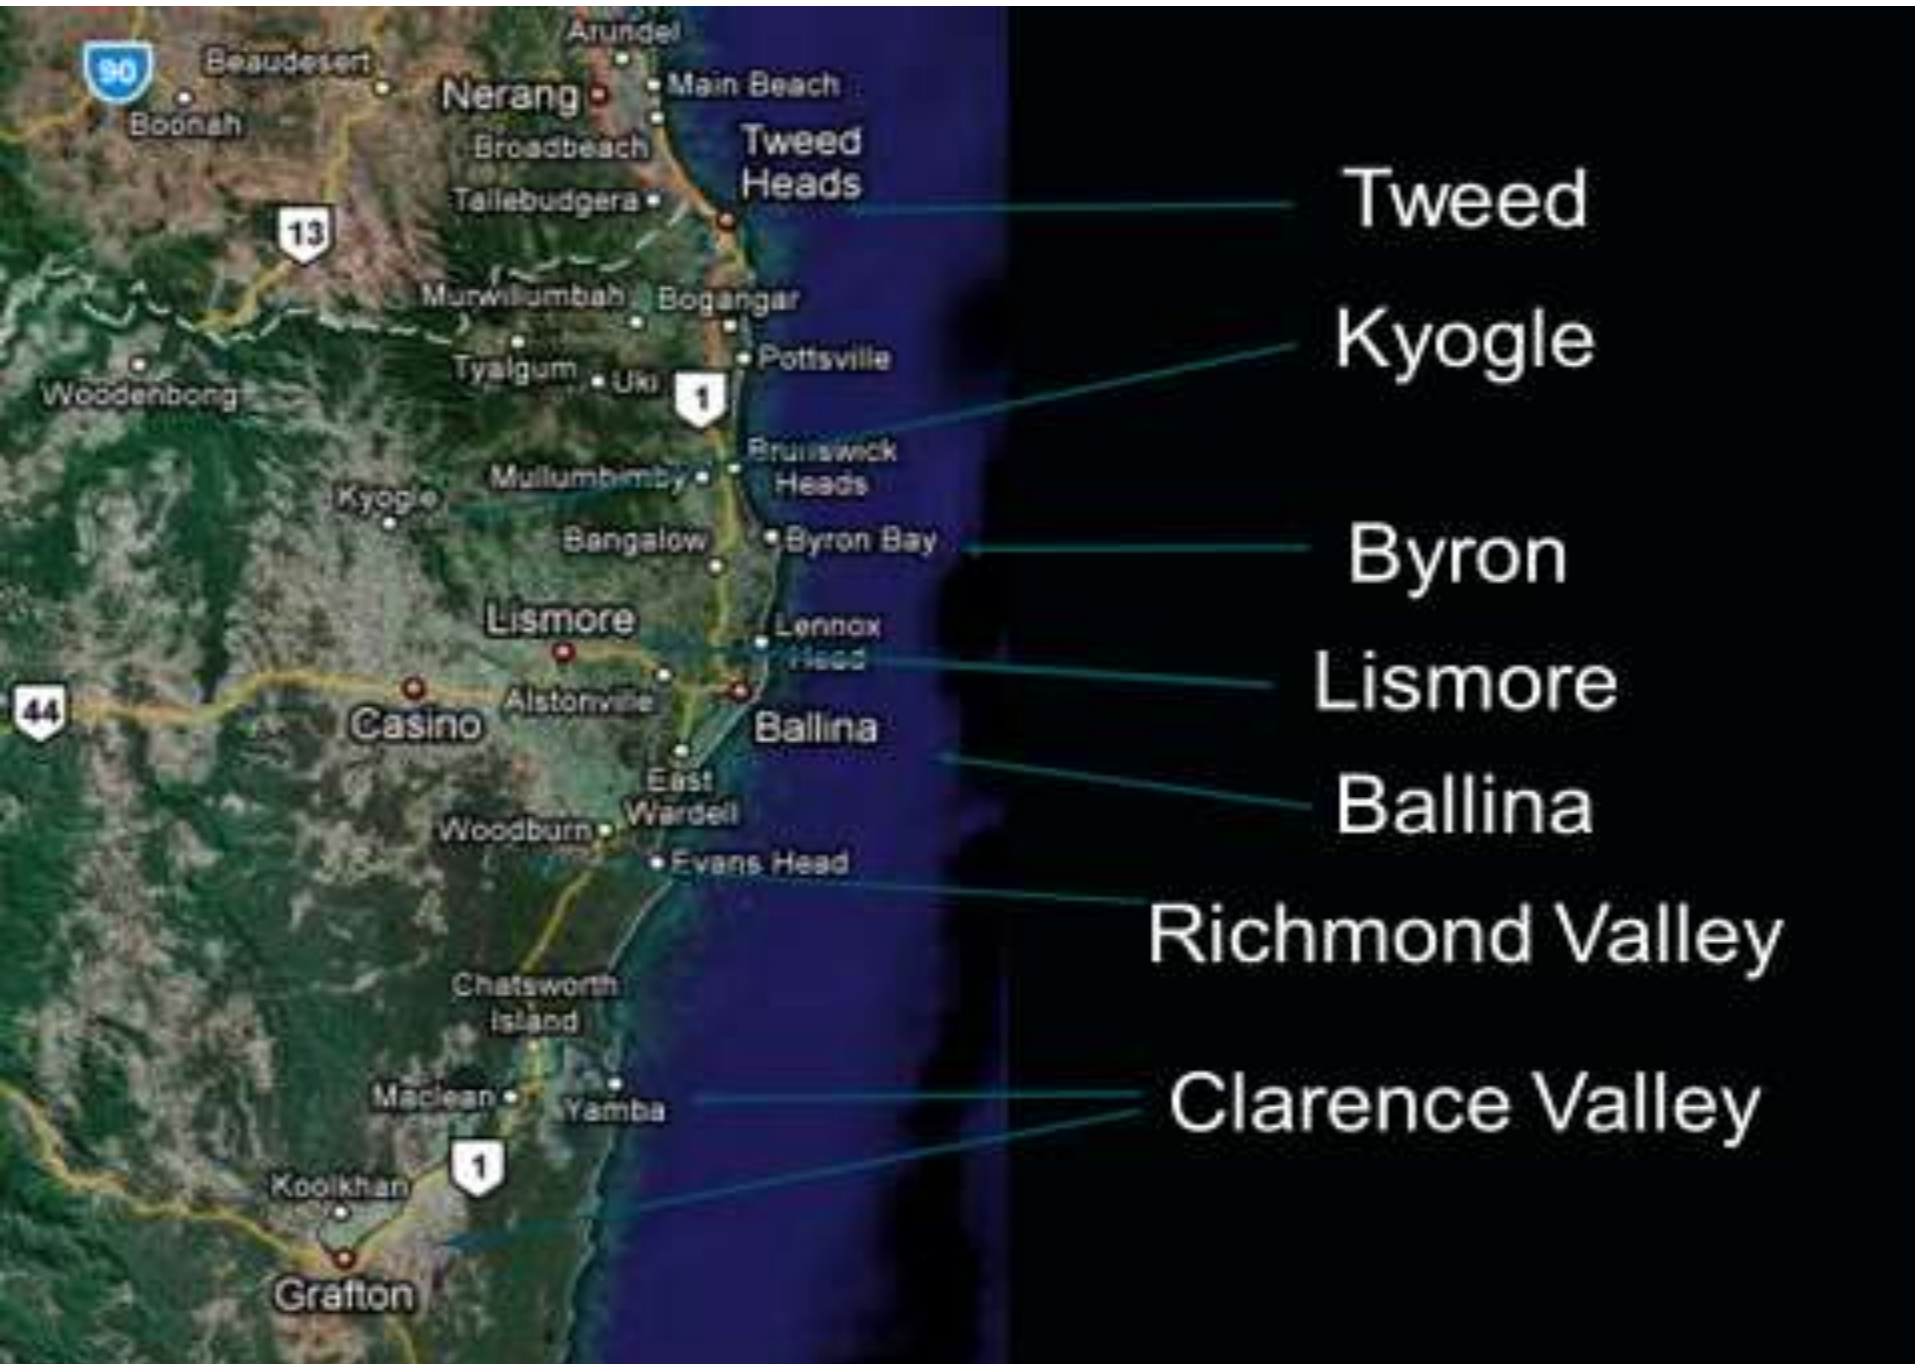 Arundel
90
Beaudesert
Nerang
Main Beach
Boonah
Broadbeach
Tweed
Heads
Tallebudgera
Tweed
13
Murwillumbah
Bogangar
Kyogle
Tyalgum
Uki
Pottsville
Woodenbong
1
Brunswick
Heads
Mullumbimby
Kyogle
Bangalow
Byron Bay
Byron
Lismore
Lennox
Head
Lismore
44
Casino
Alstonville
Ballina
East
Wardell
Ballina
Woodburn
Evans Head
Richmond Valley
Chatsworth
Island
Maclean
Yamba
Clarence Valley
1
Koolkhan
Grafton